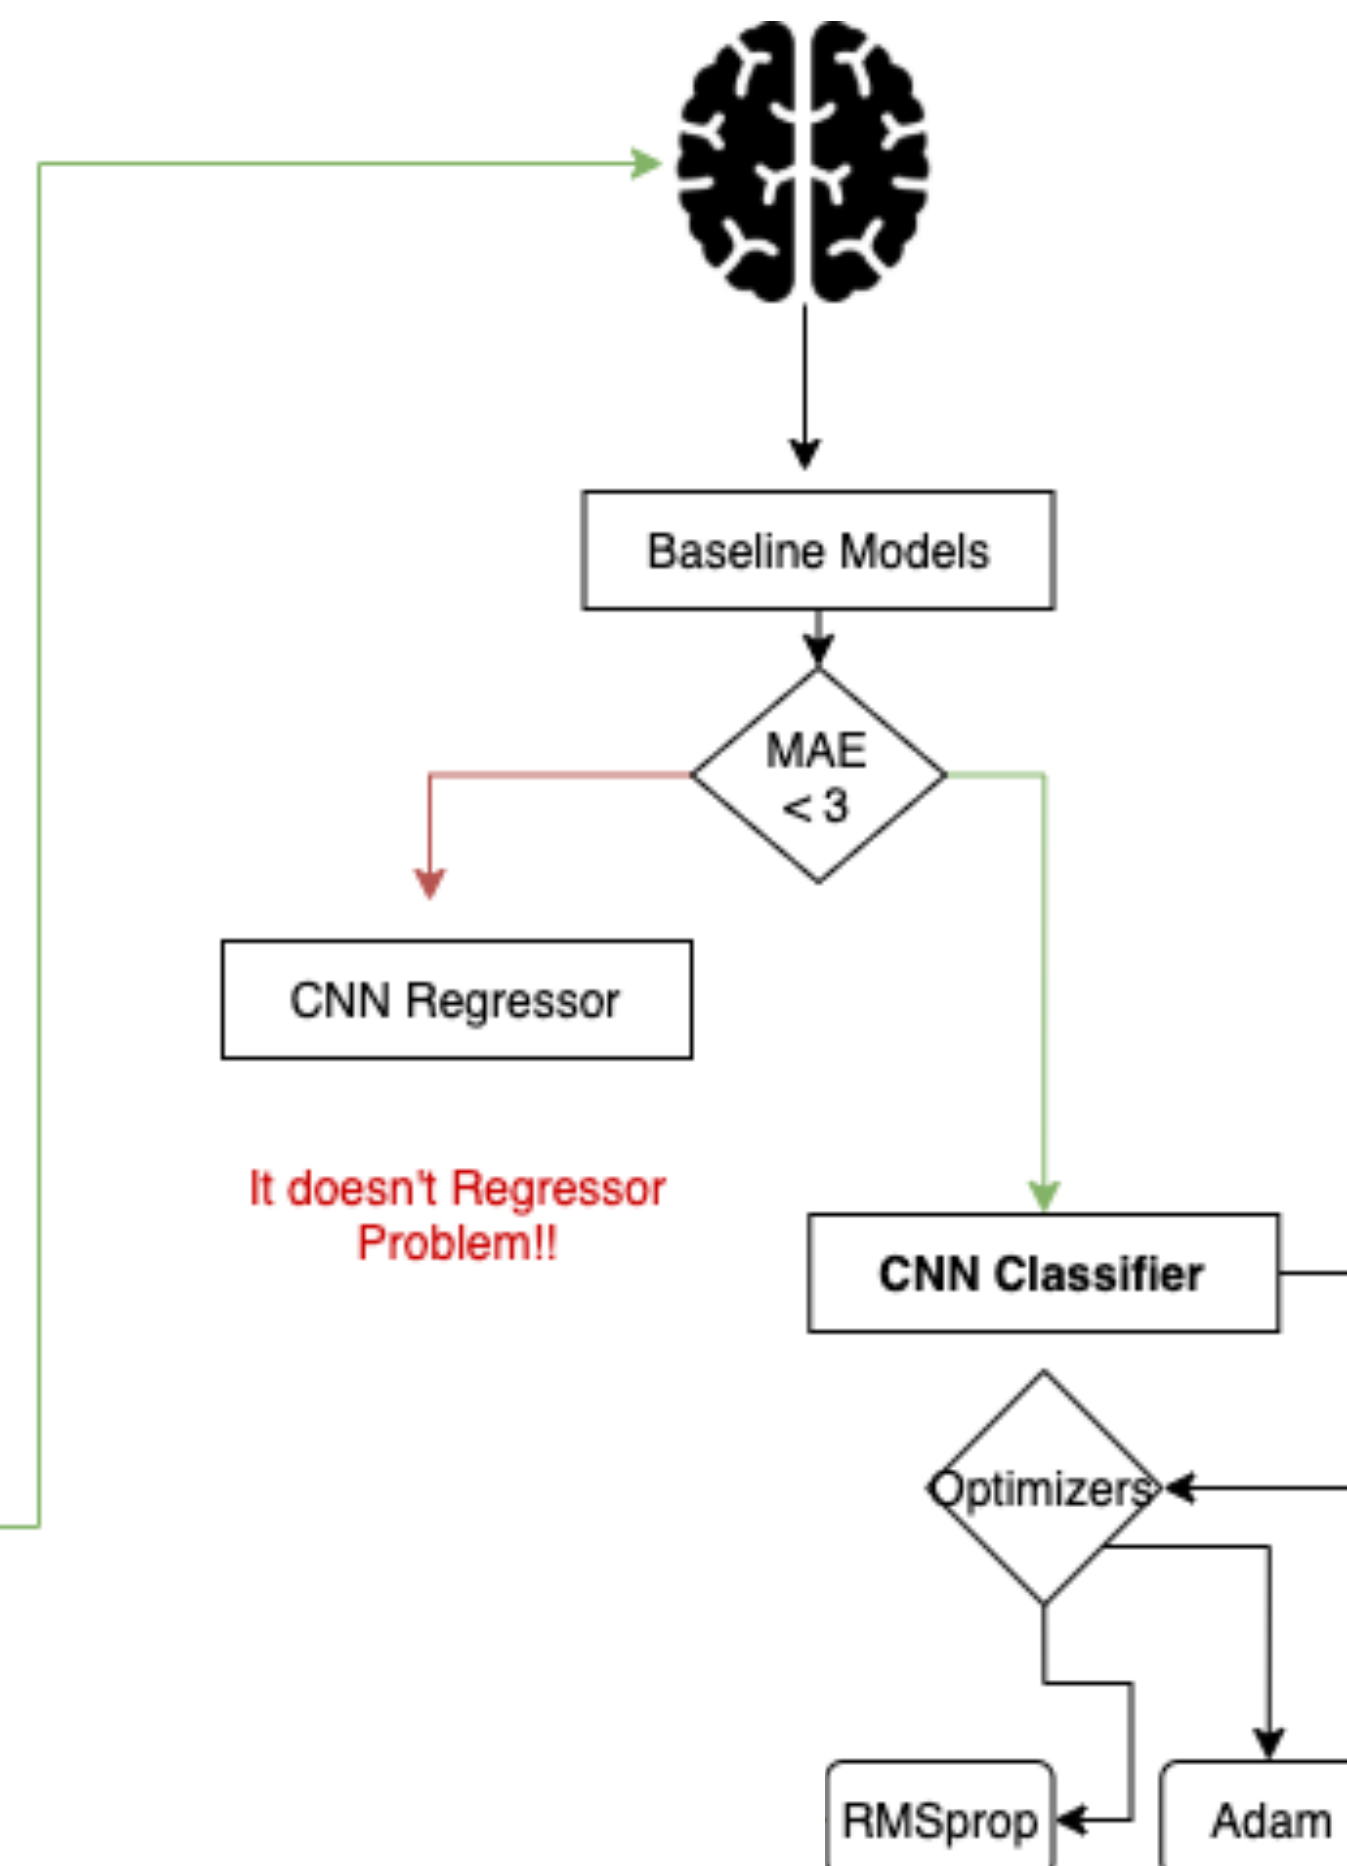 Baseline Models
MAE
< 3
CNN Regressor
It doesn't Regressor
Problem!!
CNN Classifier
Optimizers
RMSprop
Adam